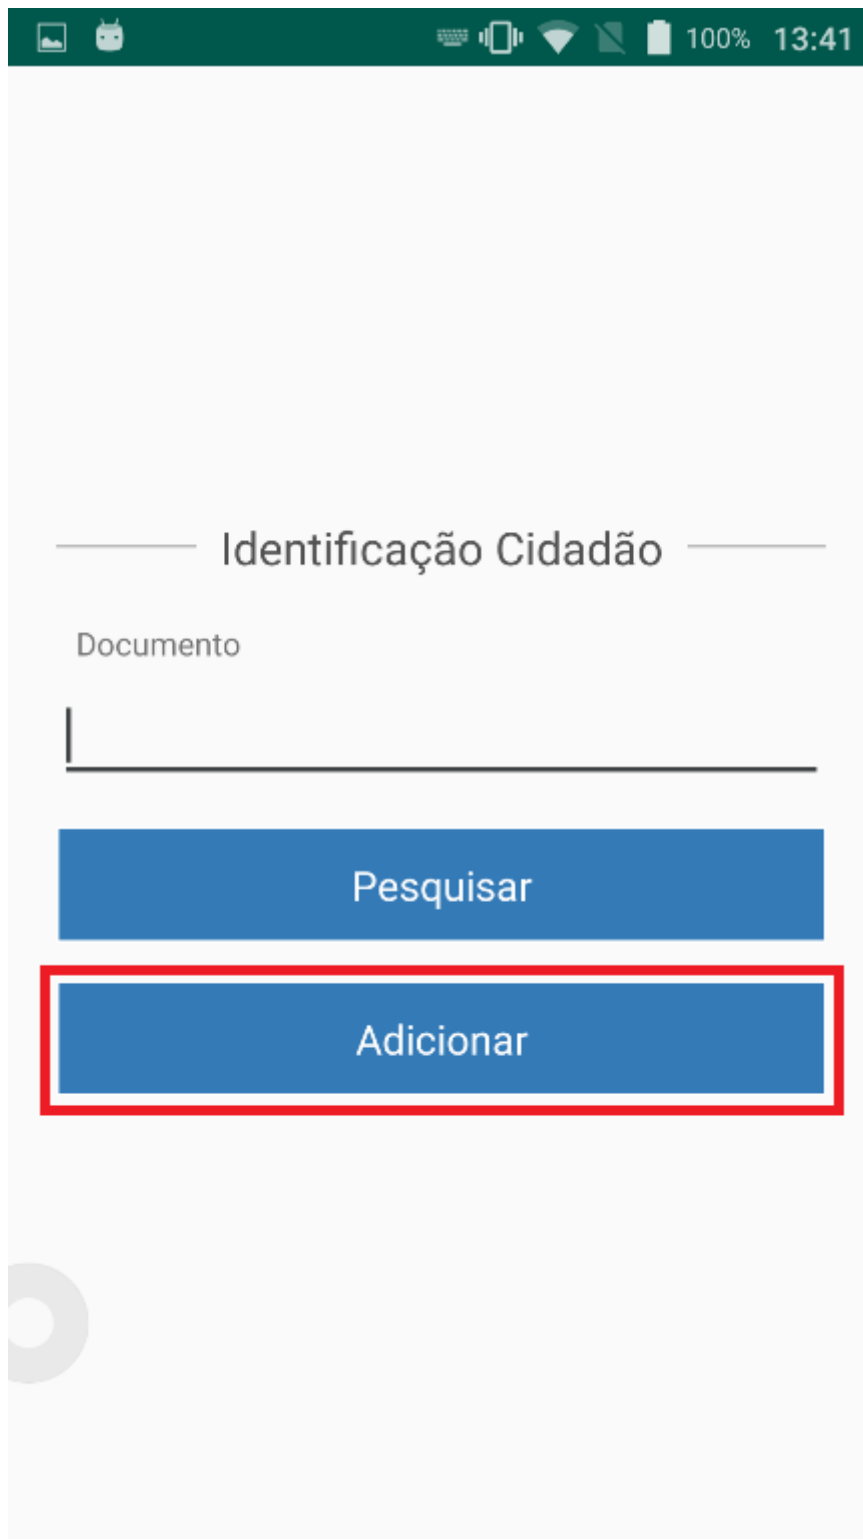 100% 13:41
Identificação Cidadão
Documento
Pesquisar
Adicionar